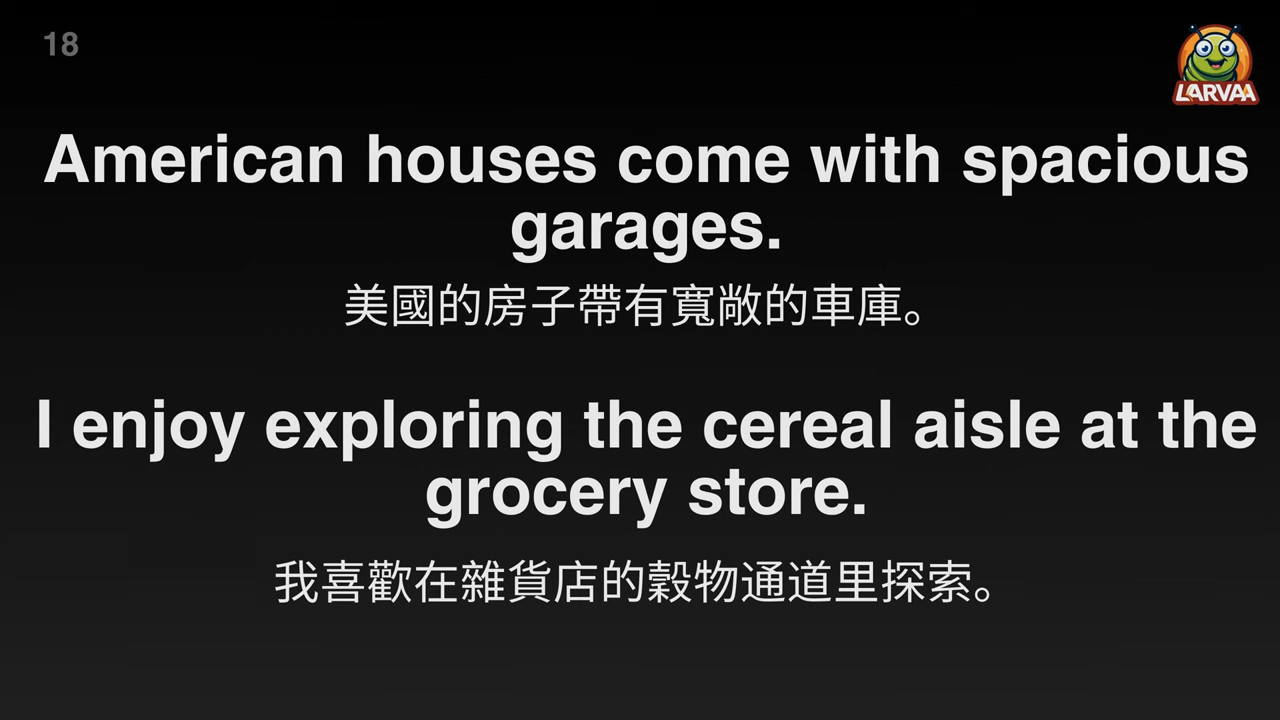 18
LARVAA
American houses come with spacious
garages.
美國的房子帶有寬敞的車庫。
I enjoy exploring the cereal aisle at the
grocery store.
我喜歡在雜貨店的穀物通道里探索。